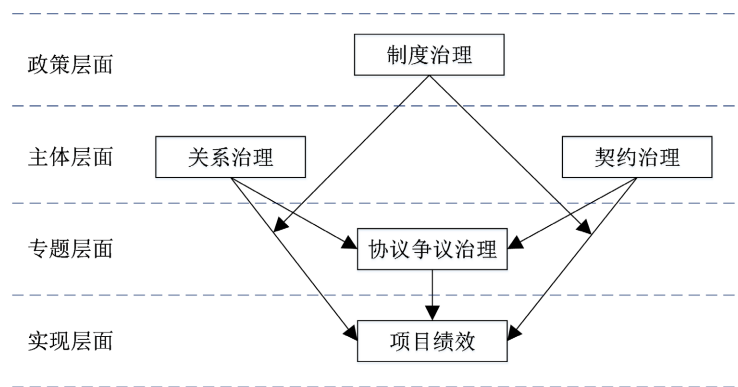 政策层面
制度治理
主体层面
关系治理
契约治理
专题层面
协议争议治理
实现层面
项目绩效